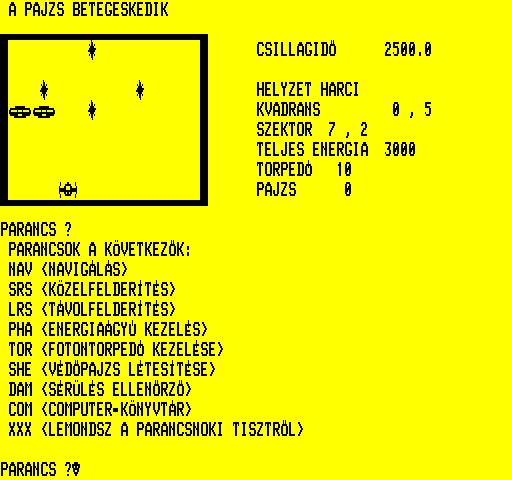 A PAJZS BETEGESKEDIK
CSILLAGIDŐ 2500.0
HELYZET HARCI
KVADRANS 0 , 5
SZEKTOR 7 , 2
TELJES ENERGIA 3000
TORPEDÓ 10
PAJZS 0
PARANCS ?
PARANCSOK A KÖVETKEZŐK:
NAV <NAVIGÁLÁS>
SRS <KÖZELFELDERÍTÉS>
LRS <TÁVOLFELDERÍTÉS>
PHA <ENERGIAÁGYÚ KEZELÉS>
TOR <FOTONTORPEDÓ KEZELÉSE>
SHE <VÉDŐPAJZS LÉTESÍTÉSE>
DAM <SÉRÜLÉS ELLENŐRZŐ>
COM <COMPUTER-KÖNYVTÁR>
XXX <LEMONDSZ A PARANCSNOKI TISZTRŐL>
PARANCS ?